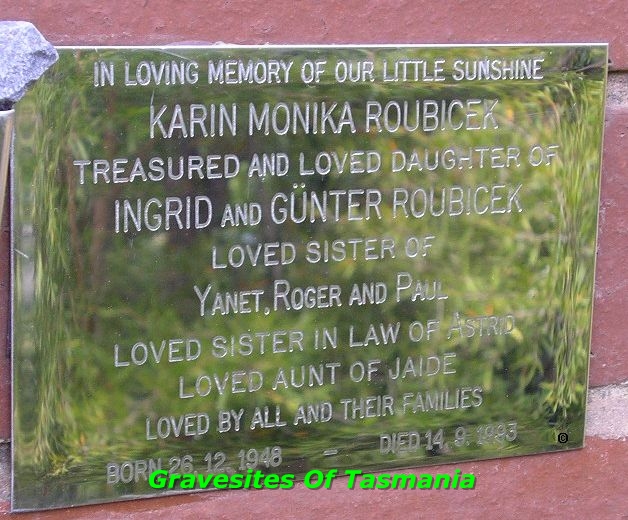 IN LOVING MEMORY OF OUR LITTLE SUNSHINE
KARIN MONIKA ROUBICEK
TREASURED AND LOVED DAUGHTER OF
INGRID AND GÜNTER ROUBICEK
LOVED SISTER OF
YANET, ROGER AND PAUL
LOVED SISTER IN LAW OF ASTRID
LOVED AUNT OF JAIDE
LOVED BY ALL AND THEIR FAMILIES
BORN 26. 12. 1948 – DIED 14. 9. 1993
Gravesites Of Tasmania